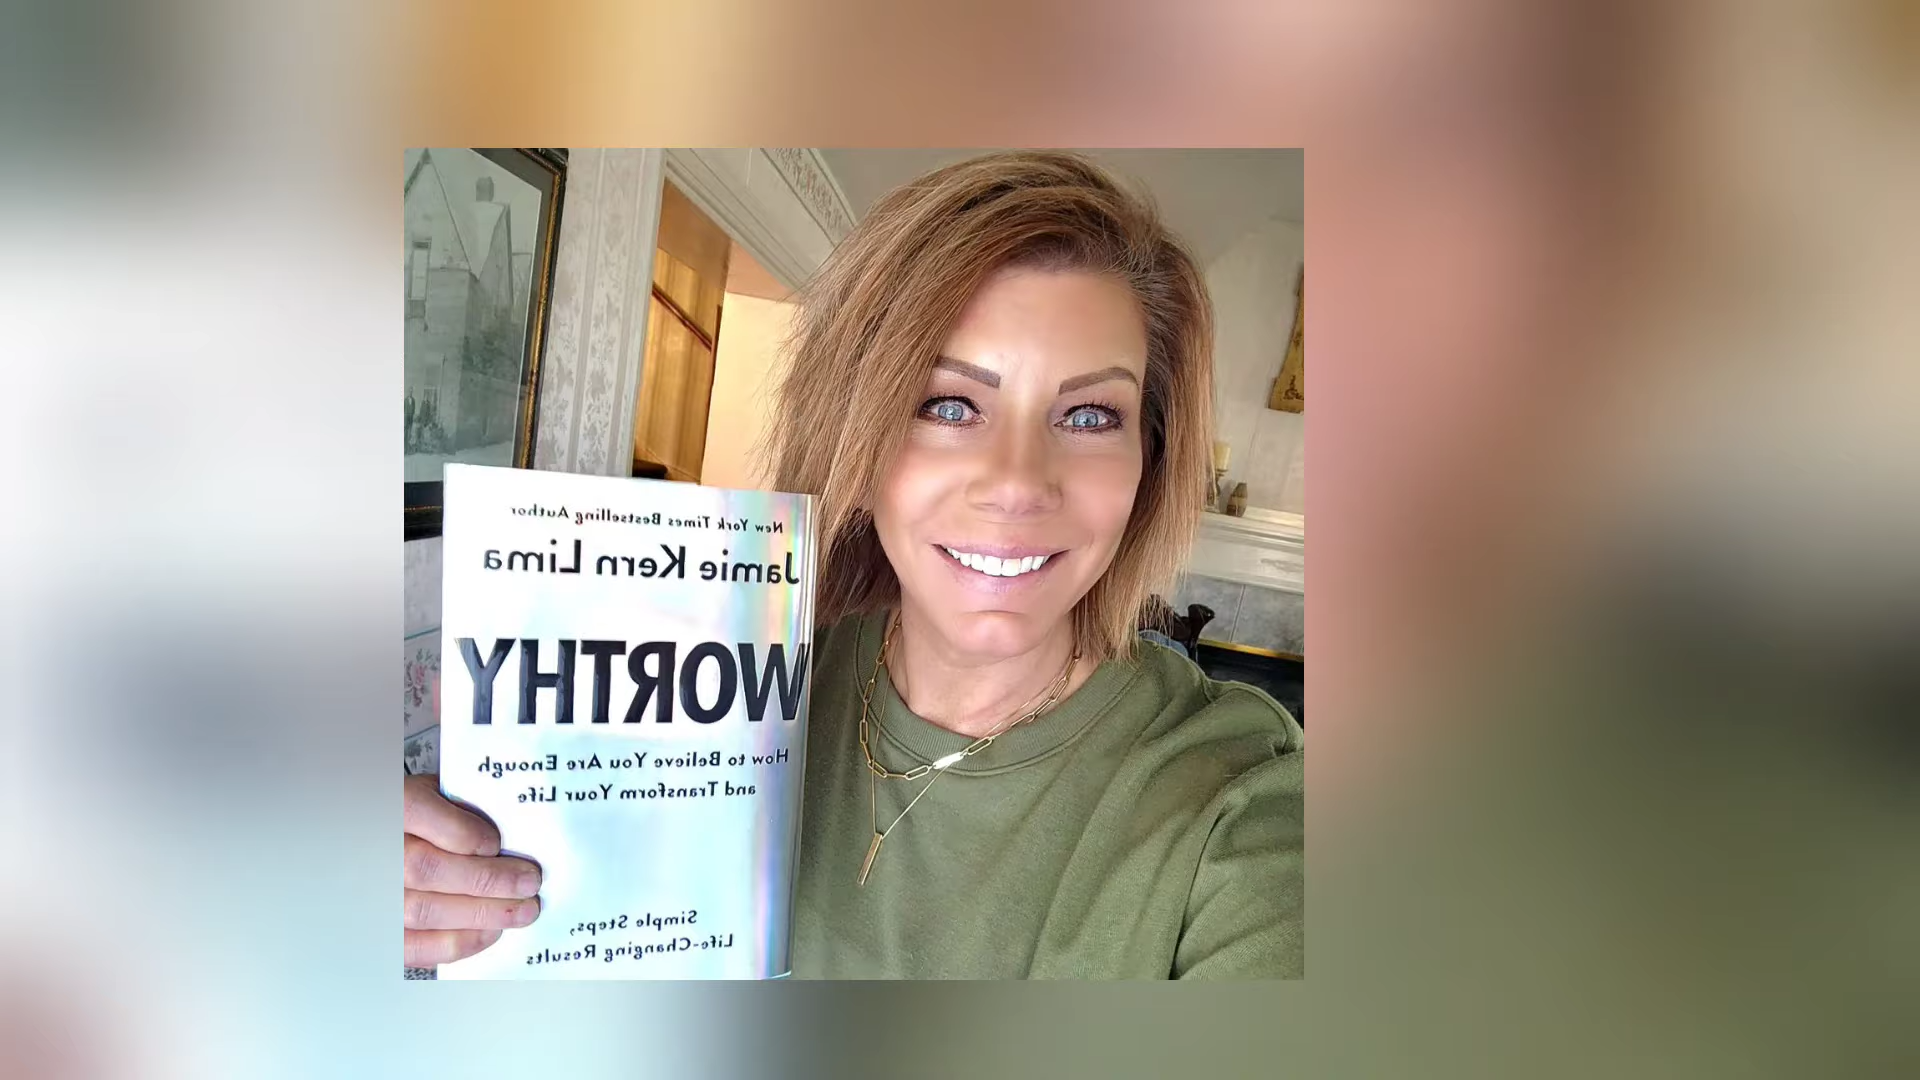 New York Times Bestselling Author
Jamie Kern Lima
WORTHY
How to Believe You Are Enough
and Transform Your Life
Simple Steps,
Life-Changing Results